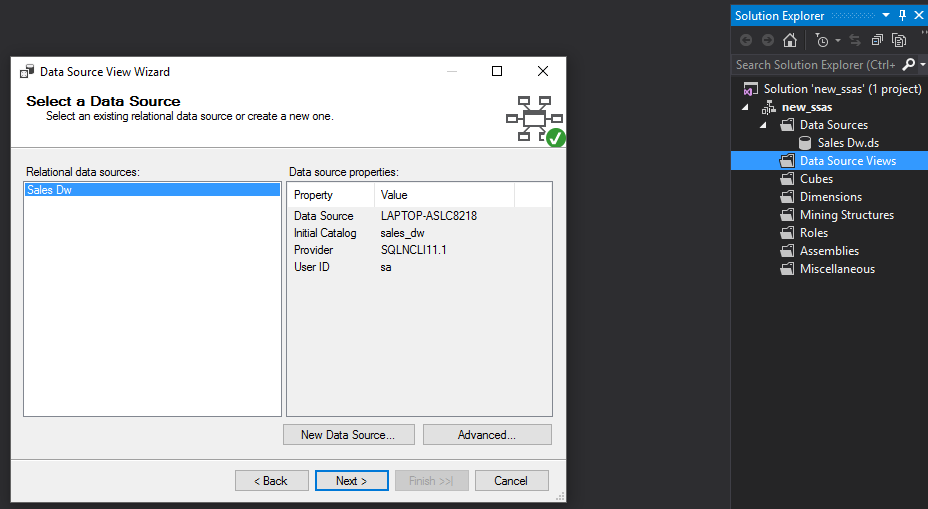 Data Source View Wizard
Select a Data Source
Select an existing relational data source or create a new one.
Relational data sources:
Sales Dw
Data source properties:
Property Value
Data Source LAPTOP-ASLC8218
Initial Catalog sales_dw
Provider SQLNCLI11.1
User ID sa
New Data Source... Advanced...
< Back Next > Finish >>| Cancel
Solution Explorer
Search Solution Explorer (Ctrl+
Solution 'new_ssas' (1 project)
new_ssas
Data Sources
Sales Dw.ds
Data Source Views
Cubes
Dimensions
Mining Structures
Roles
Assemblies
Miscellaneous